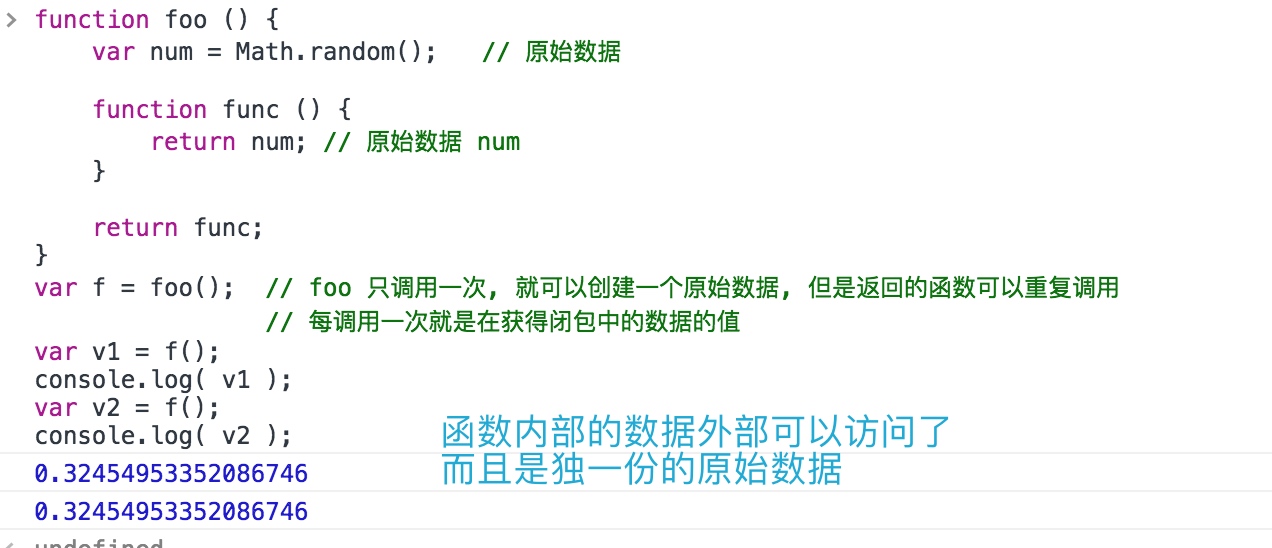 function foo () {
    var num = Math.random();   // 原始数据

    function func () {
        return num; // 原始数据 num
    }

    return func;
}
var f = foo();  // foo 只调用一次, 就可以创建一个原始数据, 但是返回的函数可以重复调用
                // 每调用一次就是在获得闭包中的数据的值
var v1 = f();
console.log( v1 );
var v2 = f();
console.log( v2 );
函数内部的数据外部可以访问了
而且是独一份的原始数据
0.32454953352086746
0.32454953352086746
undefined